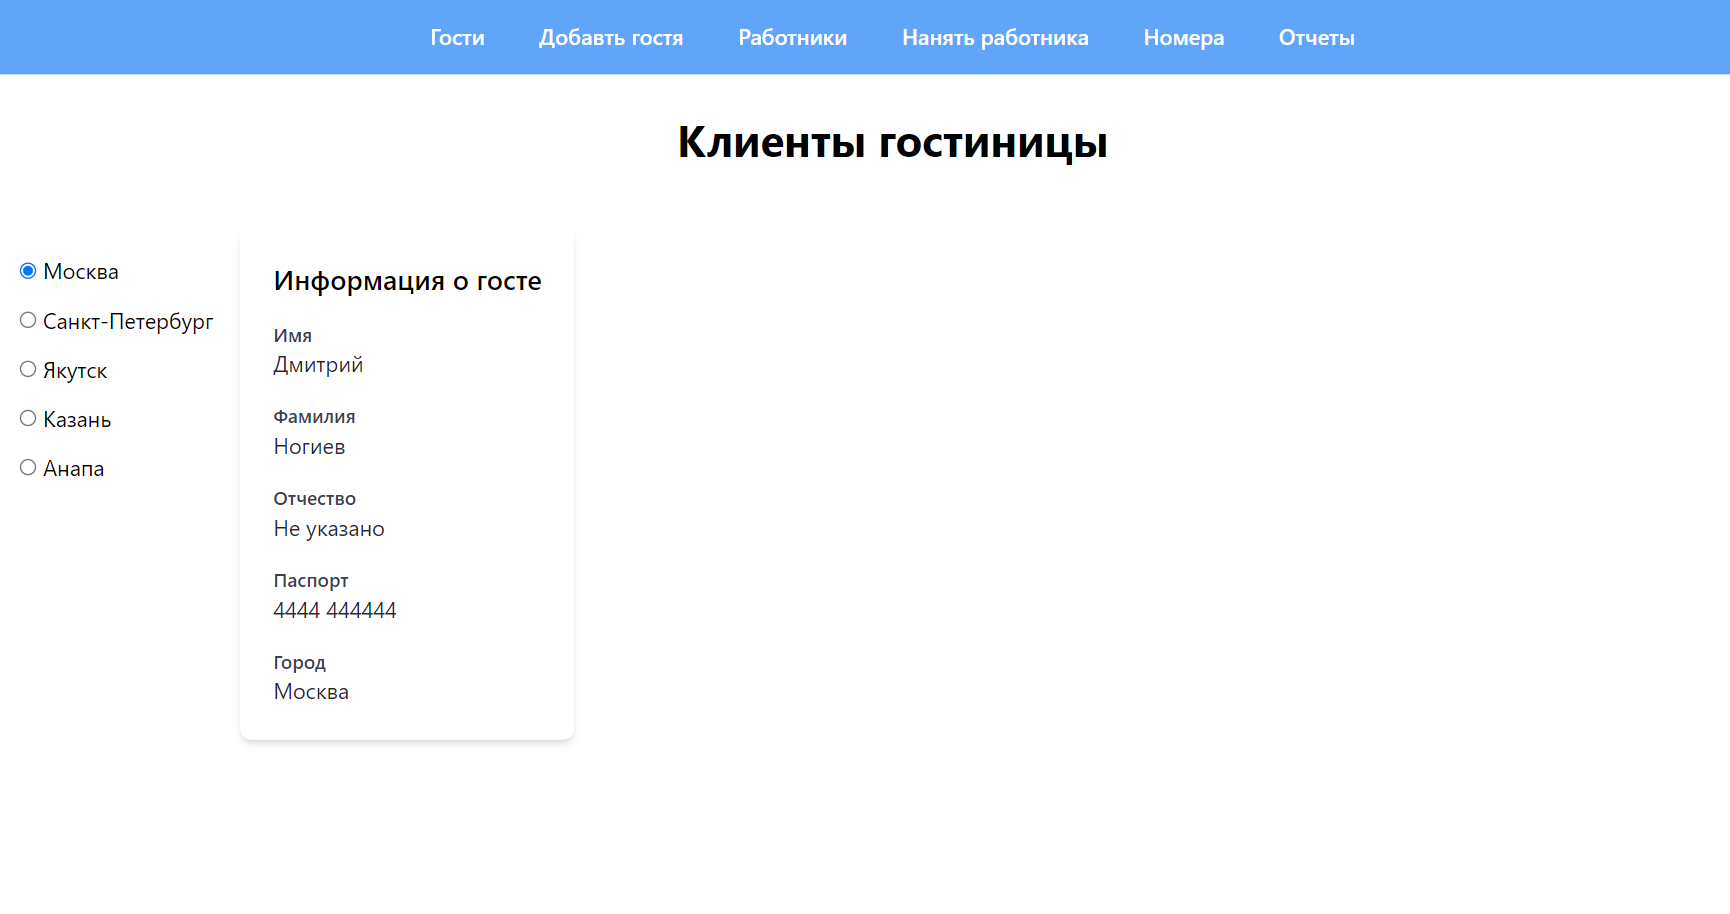 Гости Добавть гостя Работники Нанять работника Номера Отчеты
Клиенты гостиницы
Москва
Санкт-Петербург
Якутск
Казань
Анапа
Информация о госте
Имя
Дмитрий
Фамилия
Ногиев
Отчество
Не указано
Паспорт
4444 444444
Город
Москва